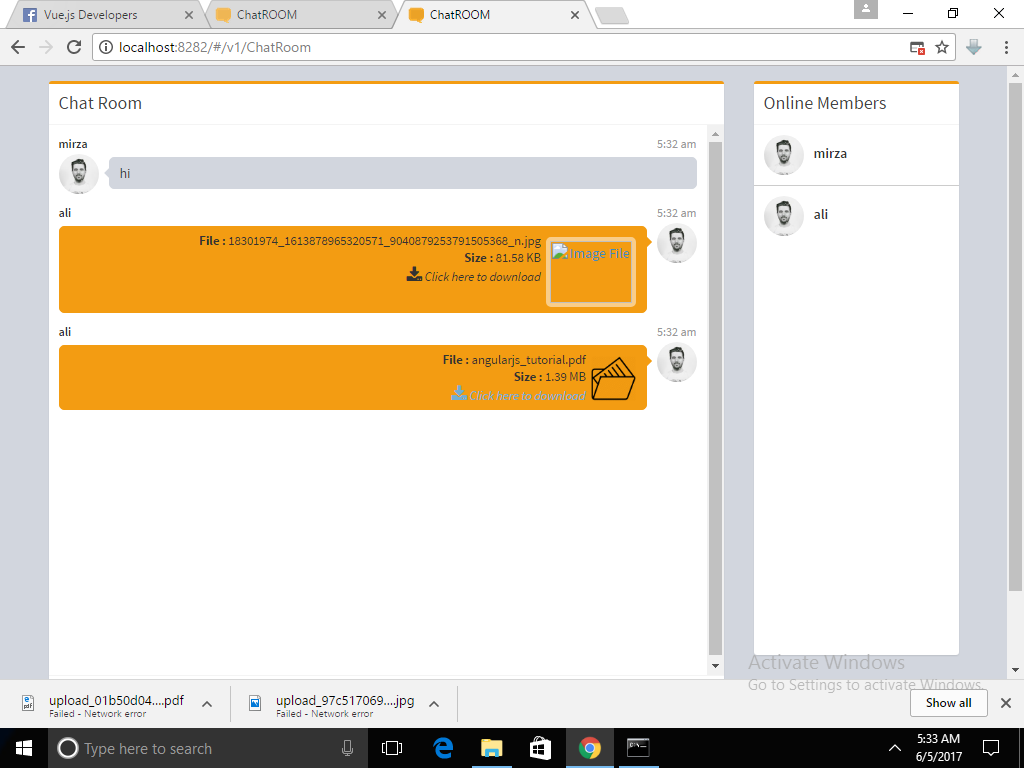 Vue.js Developers
ChatROOM
ChatROOM
localhost:8282/#/v1/ChatRoom
Chat Room
mirza 5:32 am
hi
ali 5:32 am
File : 18301974_1613878965320571_9040879253791505368_n.jpg
Size : 81.58 KB
Click here to download
Image File
ali 5:32 am
File : angularjs_tutorial.pdf
Size : 1.39 MB
Click here to download
Online Members
mirza
ali
Activate Windows
Go to Settings to activate Windows.
upload_01b50d04....pdf
Failed - Network error
upload_97c517069....jpg
Failed - Network error
Show all
Type here to search
5:33 AM
6/5/2017